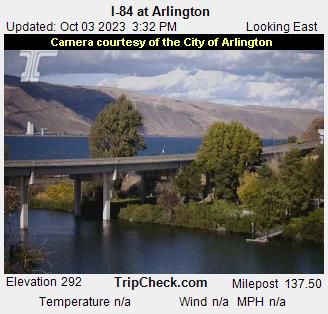 I-84 at Arlington
Updated: Oct 03 2023 3:32 PM Looking East
Camera courtesy of the City of Arlington
Elevation 292 TripCheck.com Milepost 137.50
Temperature n/a Wind n/a MPH n/a